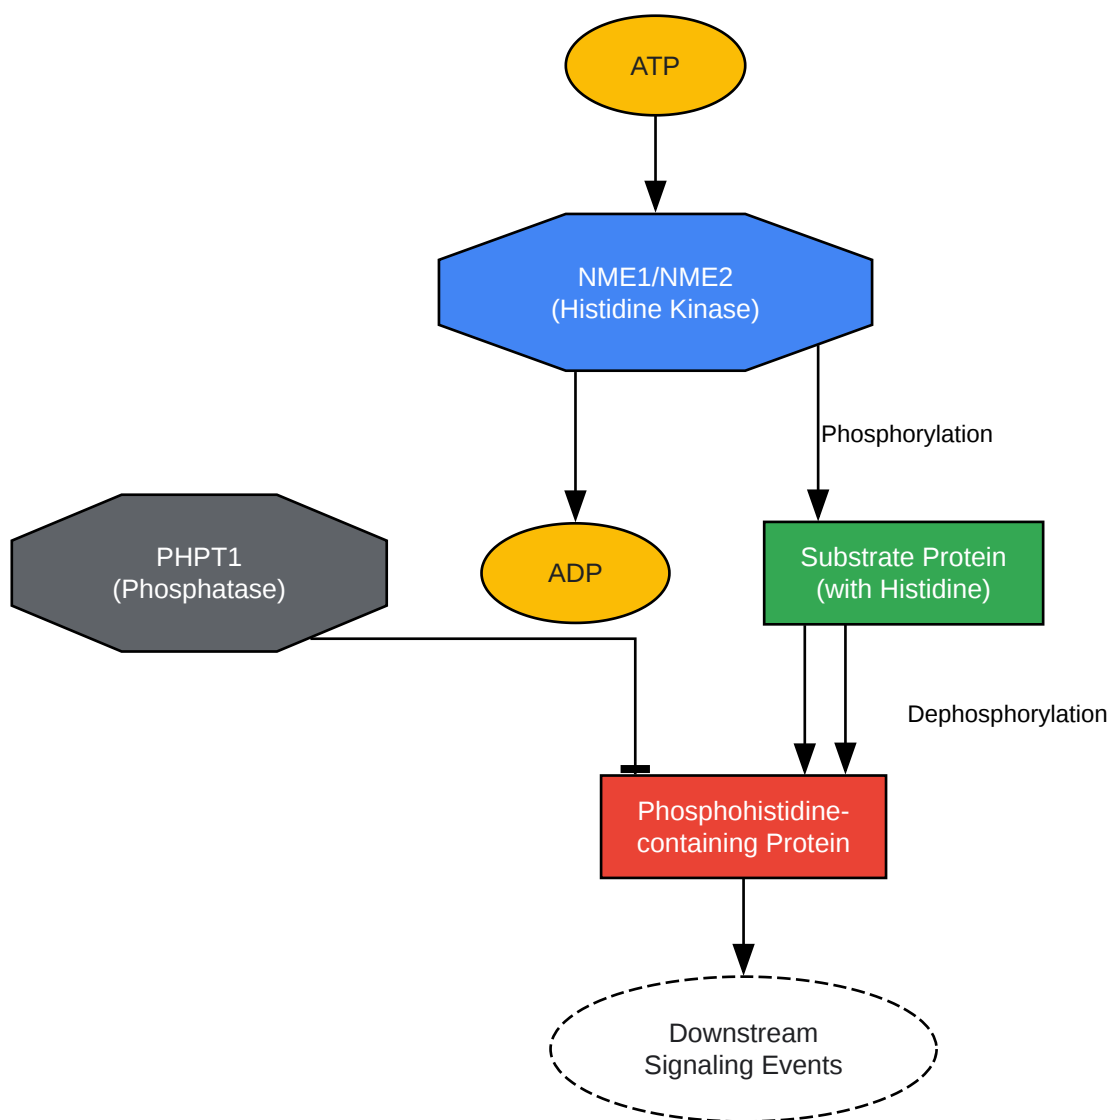 ATP
NME1/NME2
(Histidine Kinase)
Phosphorylation
PHPT1
(Phosphatase)
ADP
Substrate Protein
(with Histidine)
Dephosphorylation
Phosphohistidine-
containing Protein
Downstream
Signaling Events